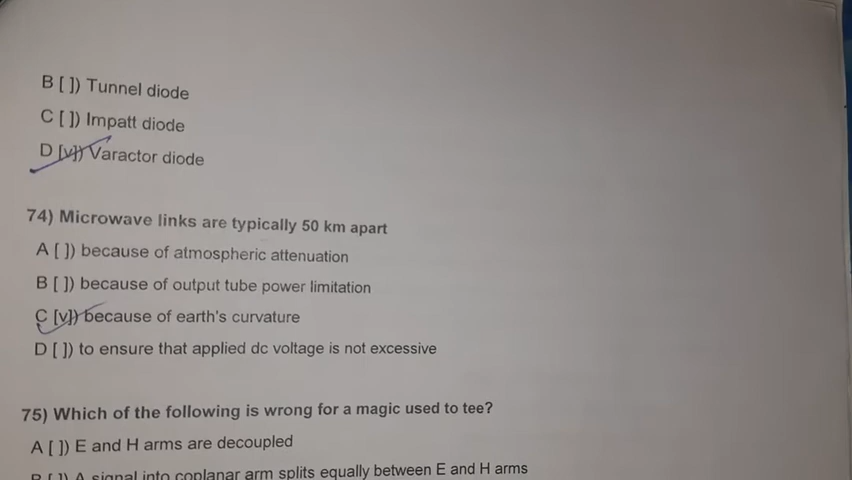 B [ ]) Tunnel diode
C [ ]) Impatt diode
D [v]) Varactor diode
74) Microwave links are typically 50 km apart
A [ ]) because of atmospheric attenuation
B [ ]) because of output tube power limitation
C [v]) because of earth's curvature
D [ ]) to ensure that applied dc voltage is not excessive
75) Which of the following is wrong for a magic used to tee?
A [ ]) E and H arms are decoupled
B [ ]) A signal into coplanar arm splits equally between E and H arms